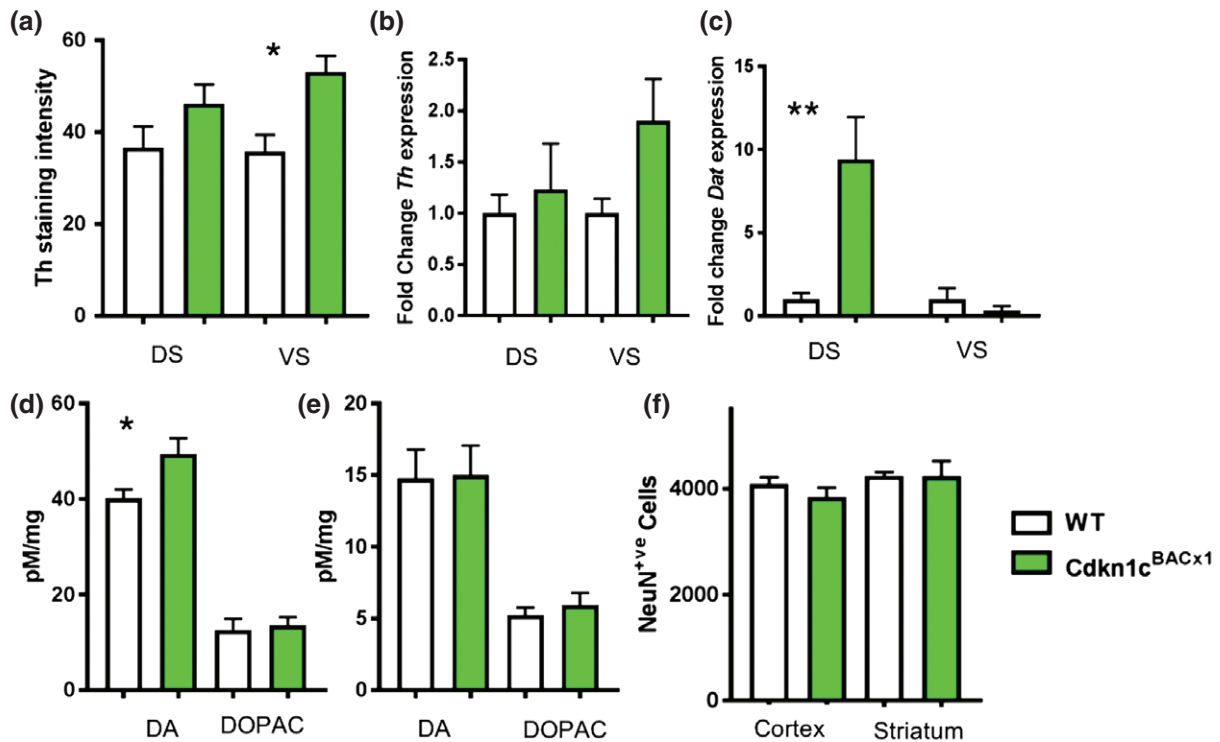 (a)
60
40
20
0
Th staining intensity
*
DS VS
(b)
2.5
2.0
1.5
1.0
0.5
0.0
Fold Change Th expression
DS VS
(c)
15
10
5
0
Fold change Dat expression
**
DS VS
(d)
60
40
20
0
pM/mg
*
DA DOPAC
(e)
20
15
10
5
0
pM/mg
DA DOPAC
(f)
4000
2000
0
NeuN+ve Cells
Cortex Striatum
WT
Cdkn1cBACx1